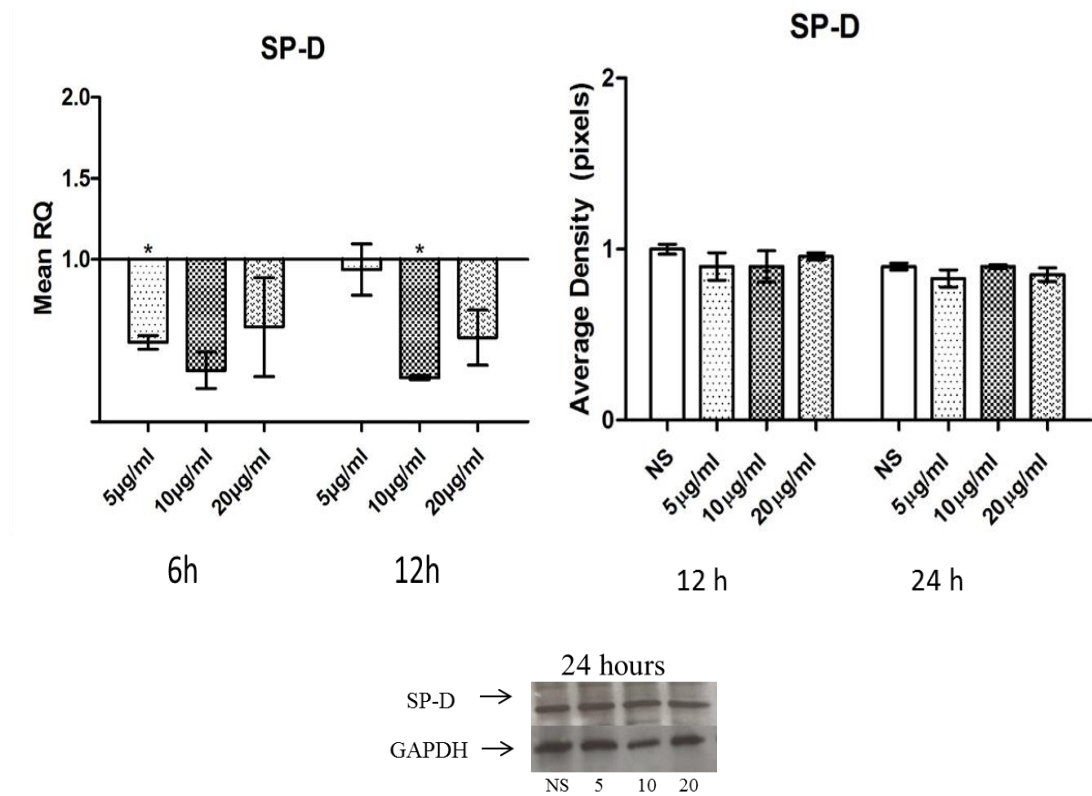 SP-D
Mean RQ
2.0
1.5
1.0
*
*
5µg/ml
10µg/ml
20µg/ml
5µg/ml
10µg/ml
20µg/ml
6h
12h
SP-D
Average Density (pixels)
2
1
0
NS
5µg/ml
10µg/ml
20µg/ml
NS
5µg/ml
10µg/ml
20µg/ml
12 h
24 h
24 hours
SP-D →
GAPDH →
NS 5 10 20